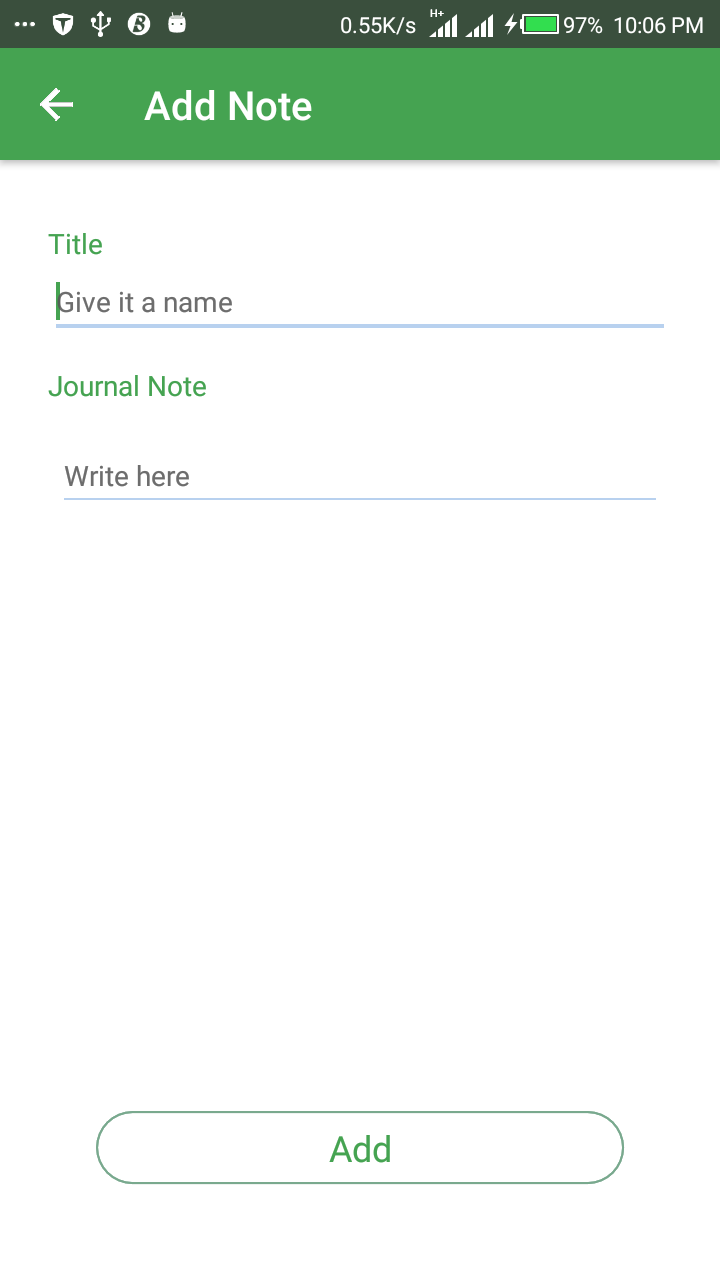 0.55K/s H+ 97% 10:06 PM
Add Note
Title
Give it a name
Journal Note
Write here
Add